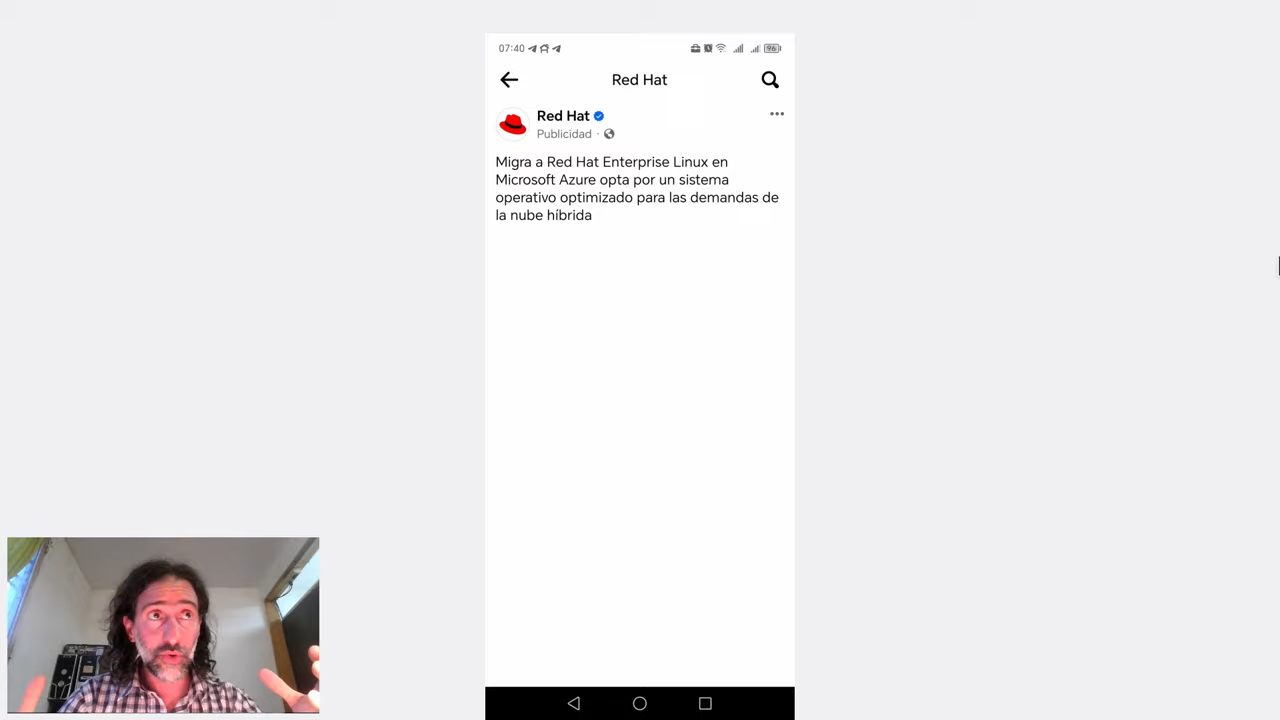 07:40
96
Red Hat
Red Hat
Publicidad ·
Migra a Red Hat Enterprise Linux en
Microsoft Azure opta por un sistema
operativo optimizado para las demandas de
la nube híbrida